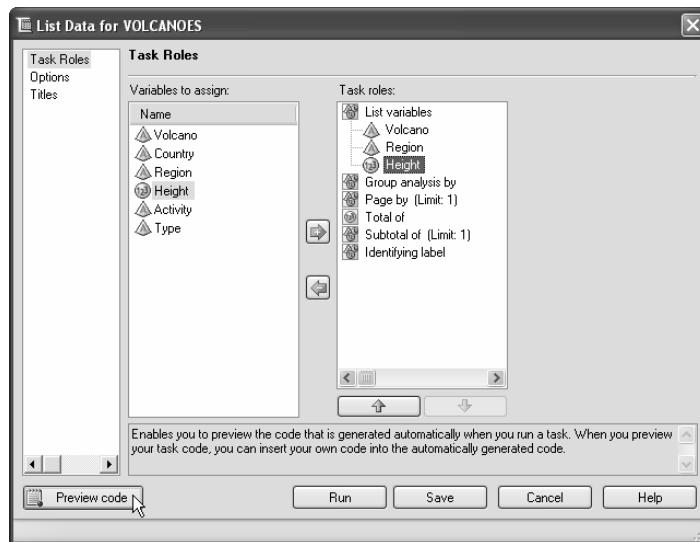 List Data for VOLCANOES
Task Roles
Options
Titles
Task Roles
Variables to assign:
Name
Volcano
Country
Region
Height
Activity
Type
Task roles:
List variables
Volcano
Region
Height
Group analysis by
Page by (Limit: 1)
Total of
Subtotal of (Limit: 1)
Identifying label
Enables you to preview the code that is generated automatically when you run a task. When you preview
your task code, you can insert your own code into the automatically generated code.
Preview code
Run
Save
Cancel
Help